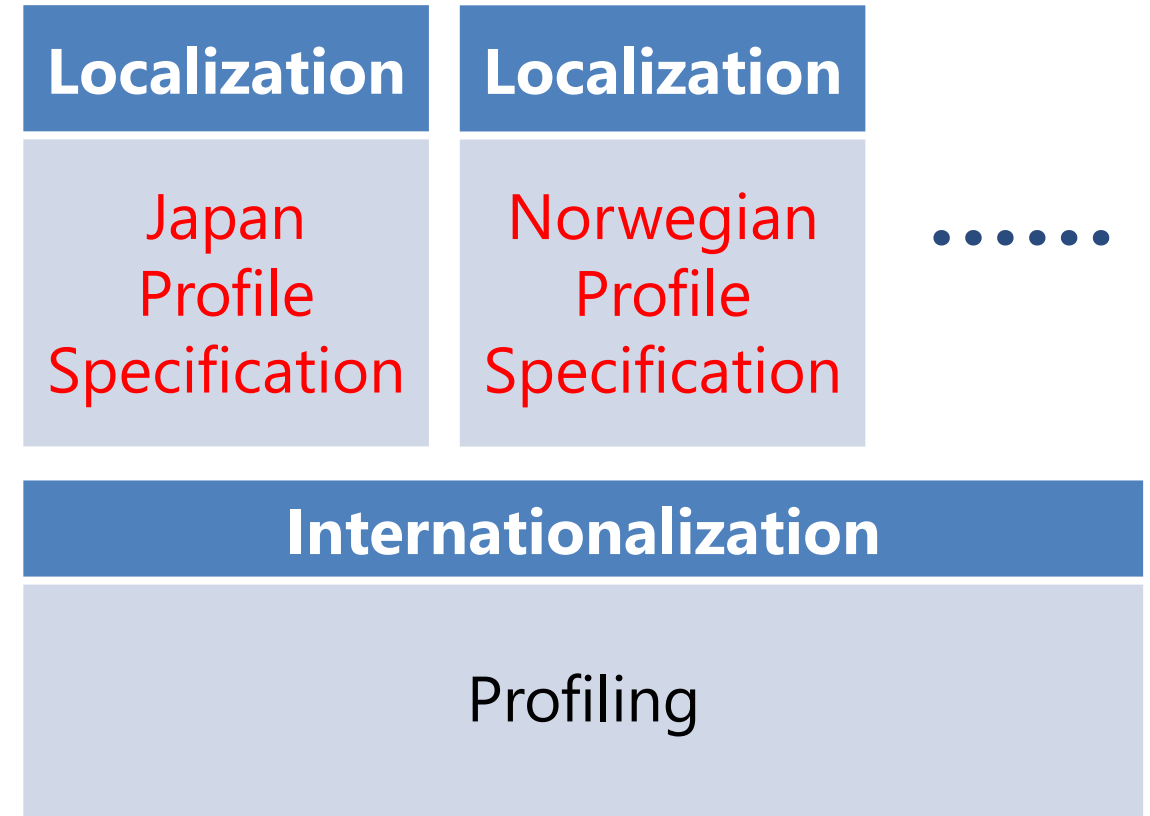 Localization
Japan
Profile
Specification
Localization
Norwegian
Profile
Specification
......
Internationalization
Profiling